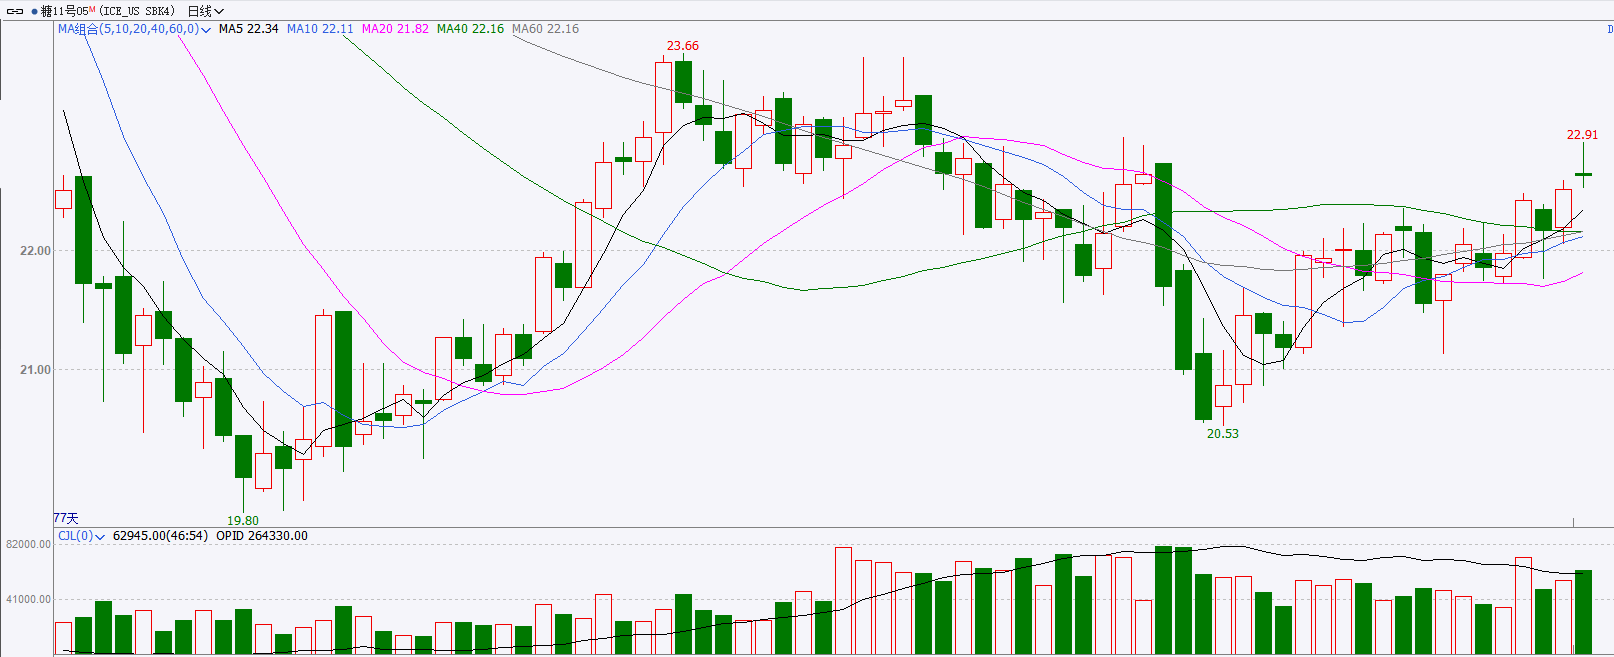 糖11号05M (ICE_US SBK4) 日线
MA组合(5,10,20,40,60,0) MA5 22.34 MA10 22.11 MA20 21.82 MA40 22.16 MA60 22.16
D
23.66
22.91
22.00
21.00
20.53
19.80
77天
CJL(0) 62945.00(46:54) OPID 264330.00
82000.00
41000.00